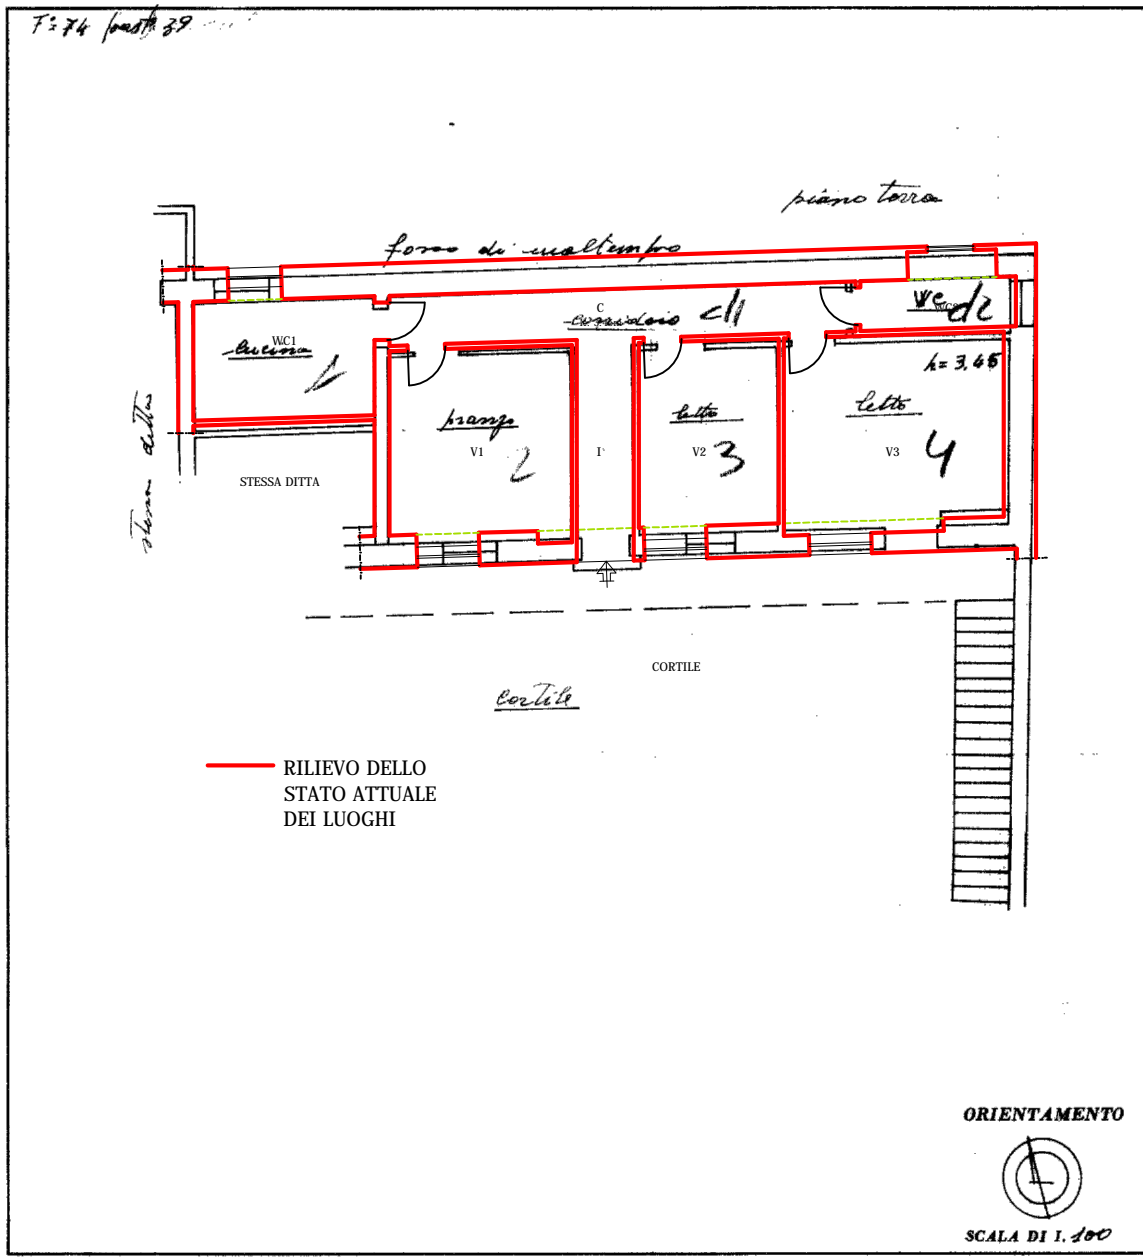 F° 74 part 39
piano terra
fosso di maltempo
C
corridoio
cl1
wc
d2
WC1
cucina
1
h = 3,45
pranzo
letto
letto
V1
2
I
V2
3
V3
4
stessa ditta
STESSA DITTA
CORTILE
cortile
RILIEVO DELLO
STATO ATTUALE
DEI LUOGHI
ORIENTAMENTO
SCALA DI 1. 100